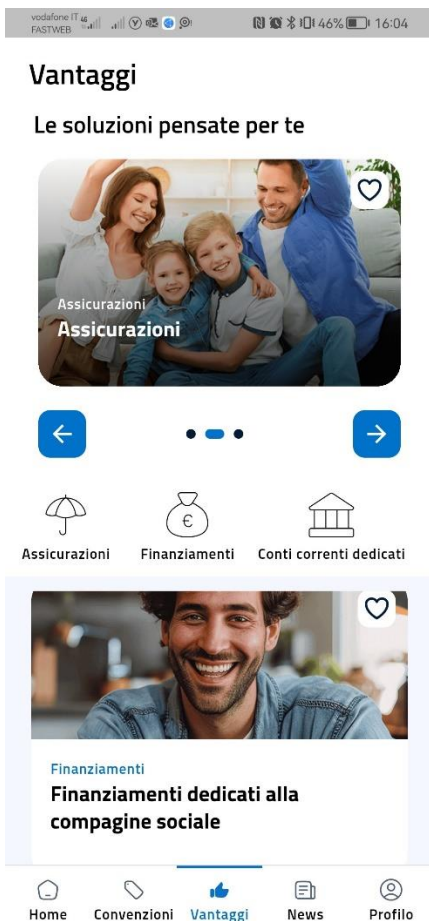 vodafone IT 4G
FASTWEB
46% 16:04
Vantaggi
Le soluzioni pensate per te
Assicurazioni
Assicurazioni
Assicurazioni
Finanziamenti
Conti correnti dedicati
Finanziamenti
Finanziamenti dedicati alla
compagine sociale
Home
Convenzioni
Vantaggi
News
Profilo